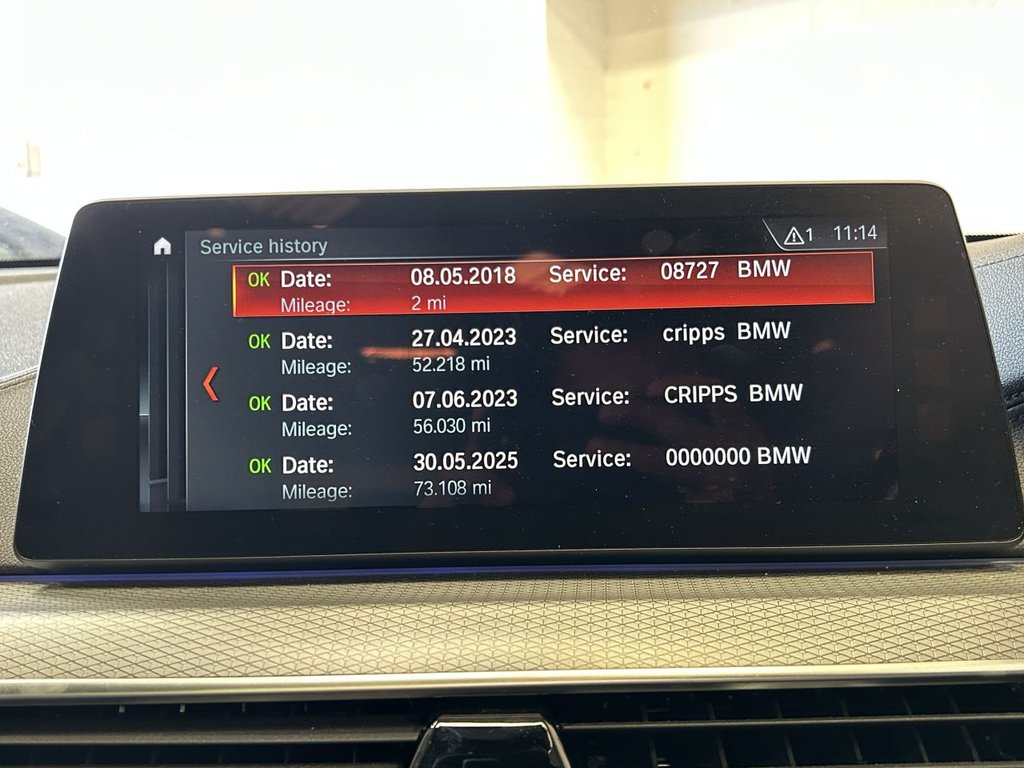 Service history
1 11:14
OK Date: 08.05.2018 Service: 08727 BMW
Mileage: 2 mi
OK Date: 27.04.2023 Service: cripps BMW
Mileage: 52.218 mi
OK Date: 07.06.2023 Service: CRIPPS BMW
Mileage: 56.030 mi
OK Date: 30.05.2025 Service: 0000000 BMW
Mileage: 73.108 mi